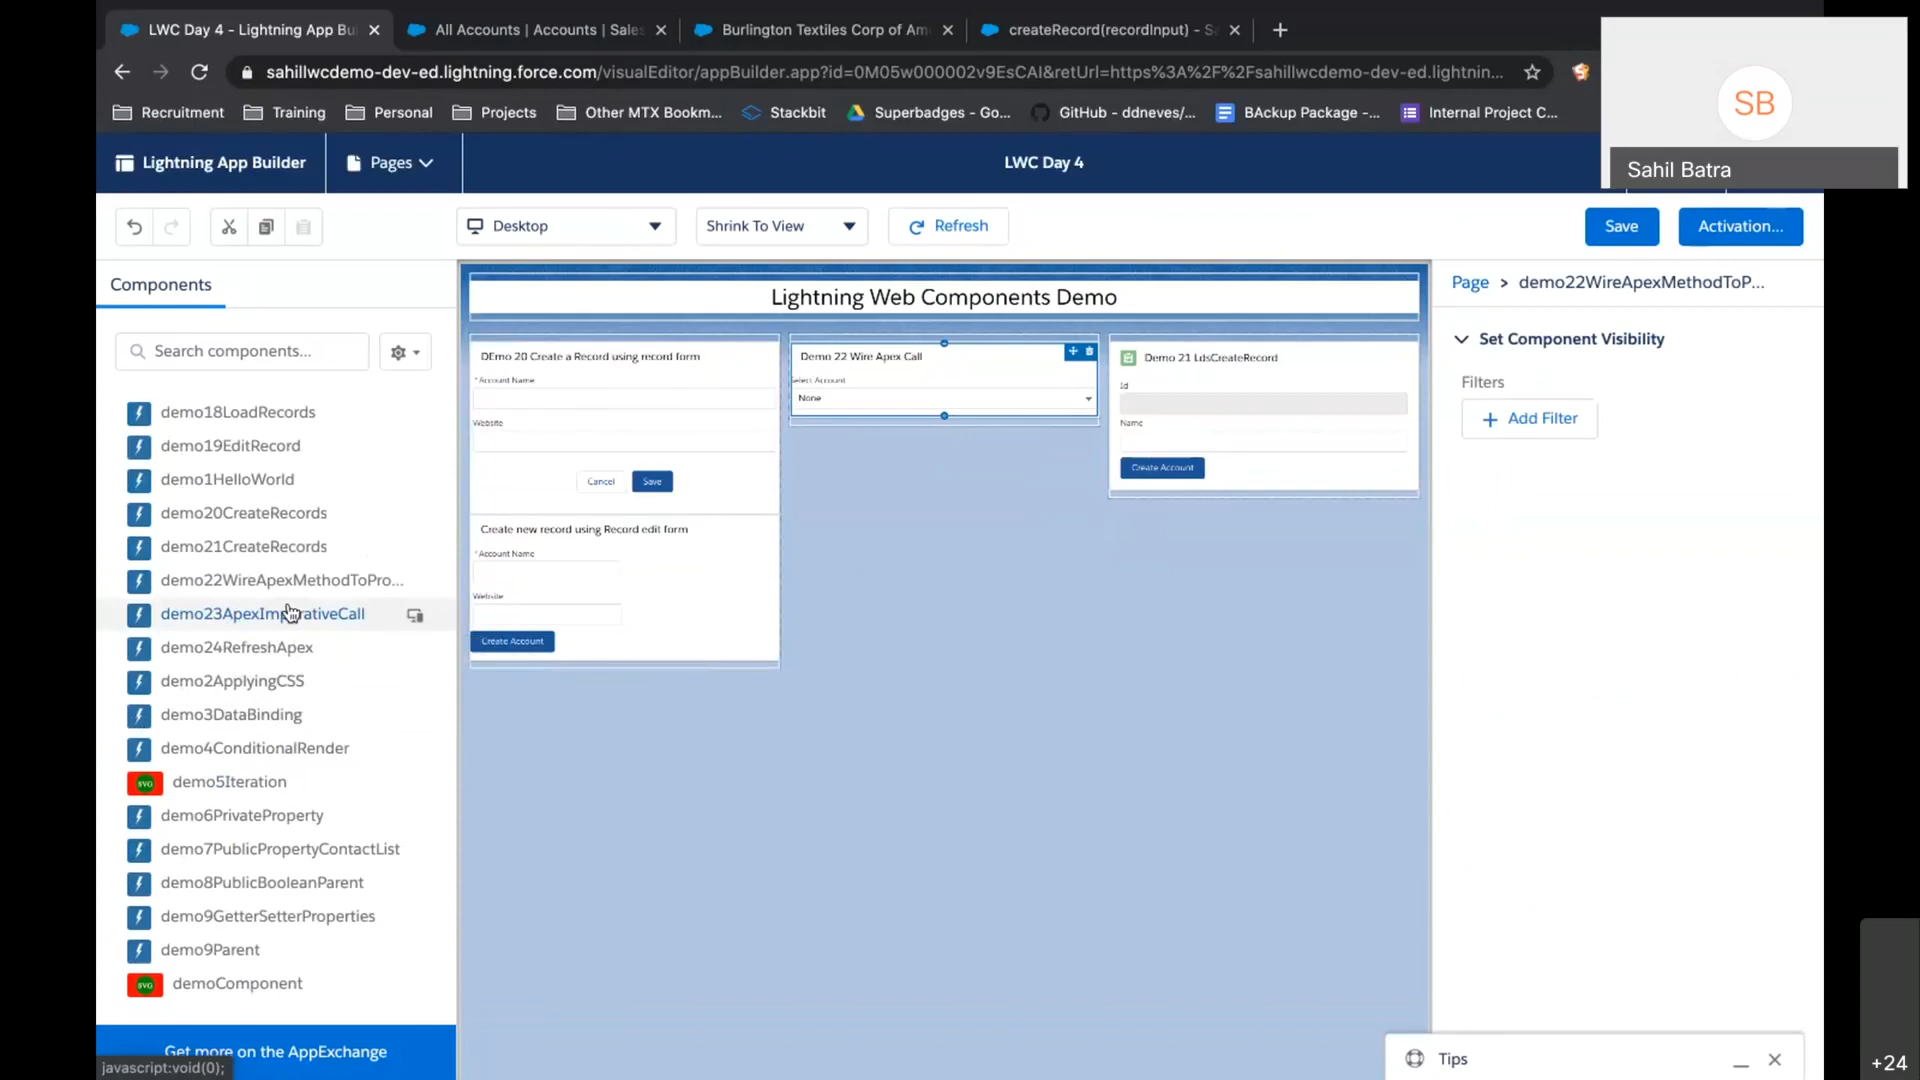 LWC Day 4 - Lightning App Bu
All Accounts | Accounts | Sales
Burlington Textiles Corp of Am
createRecord(recordInput) - S
sahillwcdemo-dev-ed.lightning.force.com/visualEditor/appBuilder.app?id=0M05w000002v9EsCAI&retUrl=https%3A%2F%2Fsahillwcdemo-dev-ed.lightnin...
Recruitment
Training
Personal
Projects
Other MTX Bookm...
Stackbit
Superbadges - Go...
GitHub - ddneves/...
BAckup Package -...
Internal Project C...
SB
Sahil Batra
Lightning App Builder
Pages
LWC Day 4
Desktop
Shrink To View
Refresh
Save
Activation...
Components
Search components...
demo18LoadRecords
demo19EditRecord
demo1HelloWorld
demo20CreateRecords
demo21CreateRecords
demo22WireApexMethodToPro...
demo23ApexImperativeCall
demo24RefreshApex
demo2ApplyingCSS
demo3DataBinding
demo4ConditionalRender
SVG
demo5Iteration
demo6PrivateProperty
demo7PublicPropertyContactList
demo8PublicBooleanParent
demo9GetterSetterProperties
demo9Parent
SVG
demoComponent
Get more on the AppExchange
javascript:void(0);
Lightning Web Components Demo
DEmo 20 Create a Record using record form
*Account Name
Website
Cancel
Save
Create new record using Record edit form
*Account Name
Website
Create Account
Demo 22 Wire Apex Call
Select Account
None
Demo 21 LdsCreateRecord
Id
Name
Create Account
Page > demo22WireApexMethodToP...
Set Component Visibility
Filters
+ Add Filter
Tips
+24